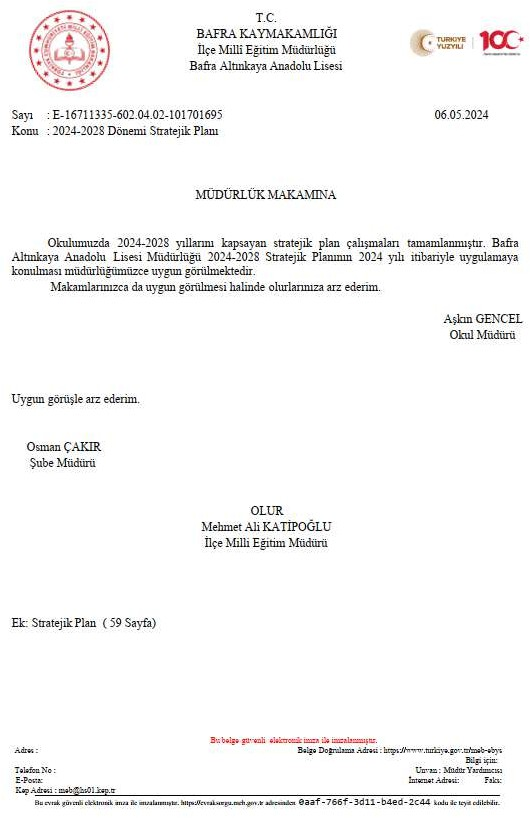 T.C.
BAFRA KAYMAKAMLIĞI
İlçe Millî Eğitim Müdürlüğü
Bafra Altınkaya Anadolu Lisesi
TÜRKİYE
YÜZYILI
100
Sayı : E-16711335-602.04.02-101701695 06.05.2024
Konu : 2024-2028 Dönemi Stratejik Planı
MÜDÜRLÜK MAKAMINA
Okulumuzda 2024-2028 yıllarını kapsayan stratejik plan çalışmaları tamamlanmıştır. Bafra
Altınkaya Anadolu Lisesi Müdürlüğü 2024-2028 Stratejik Planının 2024 yılı itibariyle uygulamaya
konulması müdürlüğümüzce uygun görülmektedir.
Makamlarınızca da uygun görülmesi halinde olurlarınıza arz ederim.
Aşkın GENCEL
Okul Müdürü
Uygun görüşle arz ederim.
Osman ÇAKIR
Şube Müdürü
OLUR
Mehmet Ali KATİPOĞLU
İlçe Milli Eğitim Müdürü
Ek: Stratejik Plan ( 59 Sayfa)
Bu belge güvenli elektronik imza ile imzalanmıştır.
Adres : Belge Doğrulama Adresi : https://www.turkiye.gov.tr/meb-ebys
Bilgi için:
Telefon No : Unvan : Müdür Yardımcısı
E-Posta: İnternet Adresi: Faks:
Kep Adresi : meb@hs01.kep.tr
Bu evrak güvenli elektronik imza ile imzalanmıştır. https://evraksorgu.meb.gov.tr adresinden 0aaf-766f-3d11-b4ed-2c44 kodu ile teyit edilebilir.